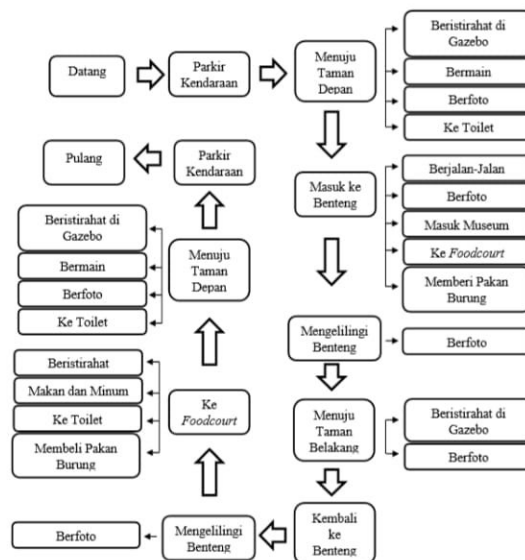 Datang
Parkir
Kendaraan
Menuju
Taman
Depan
Beristirahat di
Gazebo
Bermain
Berfoto
Ke Toilet
Masuk ke
Benteng
Berjalan-Jalan
Berfoto
Masuk Museum
Ke Foodcourt
Memberi Pakan
Burung
Mengelilingi
Benteng
Berfoto
Menuju
Taman
Belakang
Beristirahat di
Gazebo
Berfoto
Kembali
ke
Benteng
Mengelilingi
Benteng
Berfoto
Ke
Foodcourt
Beristirahat
Makan dan Minum
Ke Toilet
Membeli Pakan
Burung
Menuju
Taman
Depan
Beristirahat di
Gazebo
Bermain
Berfoto
Ke Toilet
Parkir
Kendaraan
Pulang